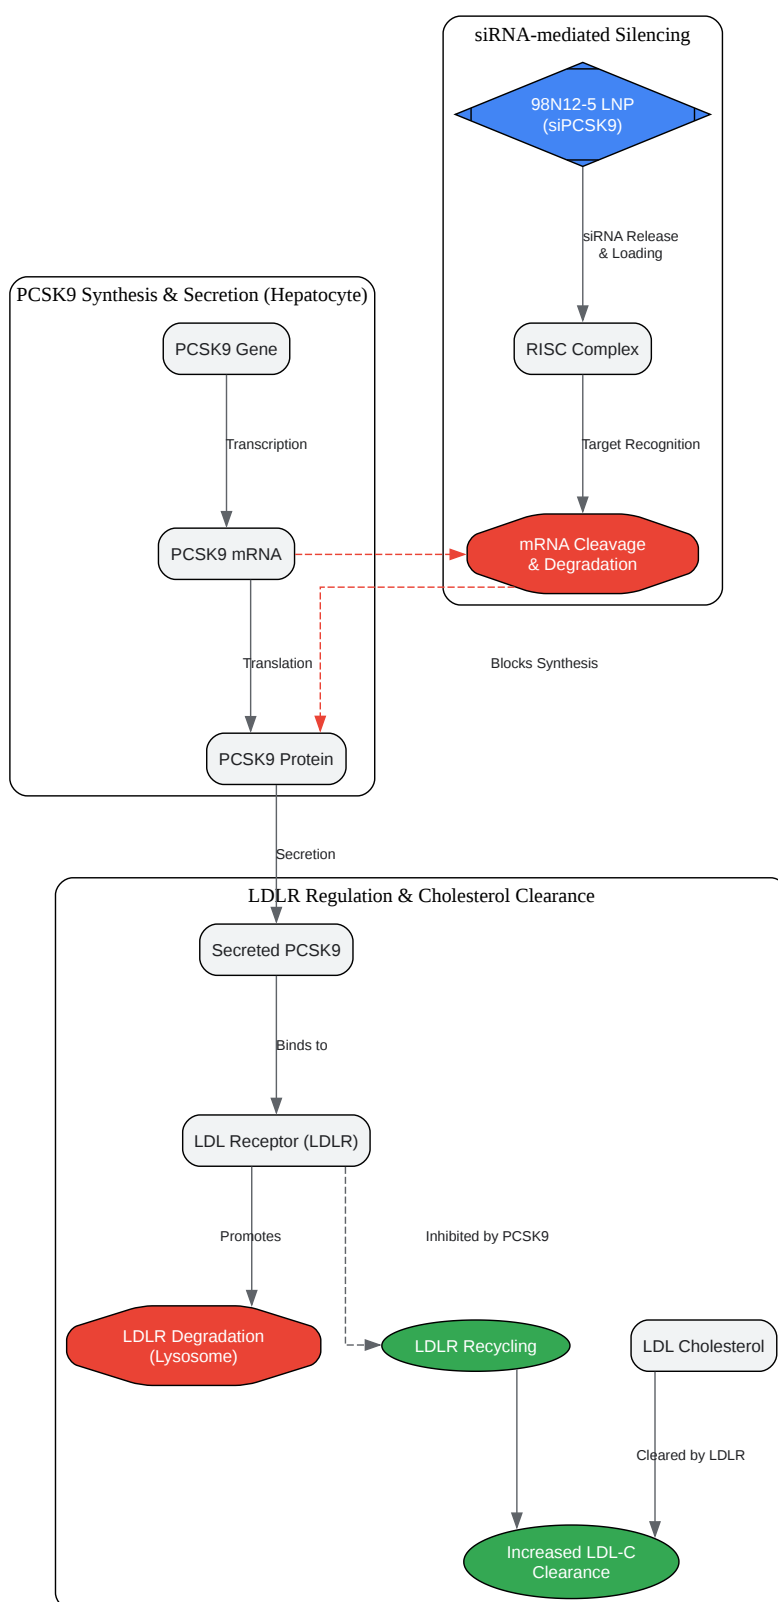 siRNA-mediated Silencing
98N12-5 LNP
(siPCSK9)
siRNA Release
& Loading
PCSK9 Synthesis & Secretion (Hepatocyte)
PCSK9 Gene
RISC Complex
Transcription
Target Recognition
PCSK9 mRNA
mRNA Cleavage
& Degradation
Translation
Blocks Synthesis
PCSK9 Protein
Secretion
LDLR Regulation & Cholesterol Clearance
Secreted PCSK9
Binds to
LDL Receptor (LDLR)
Promotes
Inhibited by PCSK9
LDLR Degradation
(Lysosome)
LDLR Recycling
LDL Cholesterol
Cleared by LDLR
Increased LDL-C
Clearance